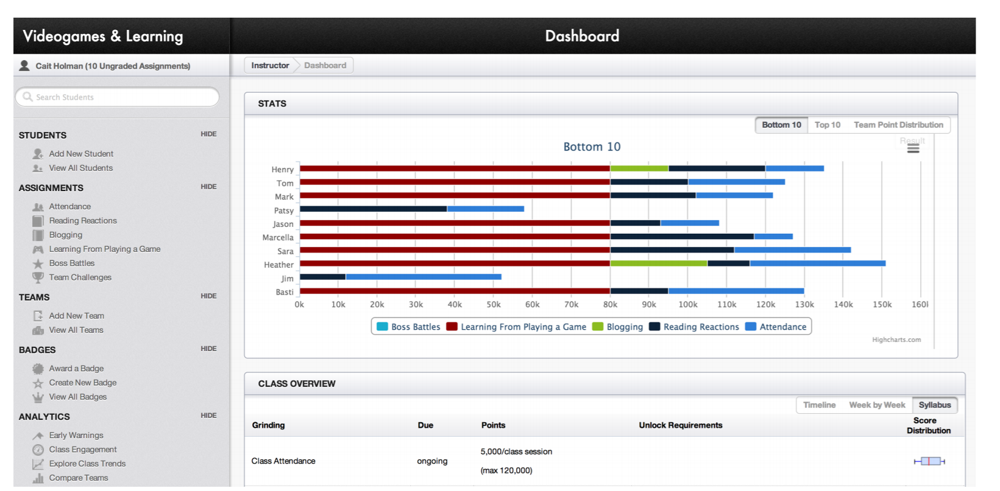 Videogames & Learning
Dashboard
Cait Holman (10 Ungraded Assignments)
Instructor
Dashboard
Search Students
STUDENTS HIDE
Add New Student
View All Students
ASSIGNMENTS HIDE
Attendance
Reading Reactions
Blogging
Learning From Playing a Game
Boss Battles
Team Challenges
TEAMS HIDE
Add New Team
View All Teams
BADGES HIDE
Award a Badge
Create New Badge
View All Badges
ANALYTICS HIDE
Early Warnings
Class Engagement
Explore Class Trends
Compare Teams
STATS
Bottom 10 Top 10 Team Point Distribution
Result
Bottom 10
Henry
Tom
Mark
Patsy
Jason
Marcella
Sara
Heather
Jim
Basti
0k 10k 20k 30k 40k 50k 60k 70k 80k 90k 100k 110k 120k 130k 140k 150k 160
Boss Battles Learning From Playing a Game Blogging Reading Reactions Attendance
Highcharts.com
CLASS OVERVIEW
Timeline Week by Week Syllabus
Grinding Due Points Unlock Requirements Score Distribution
Class Attendance ongoing 5,000/class session
(max 120,000)